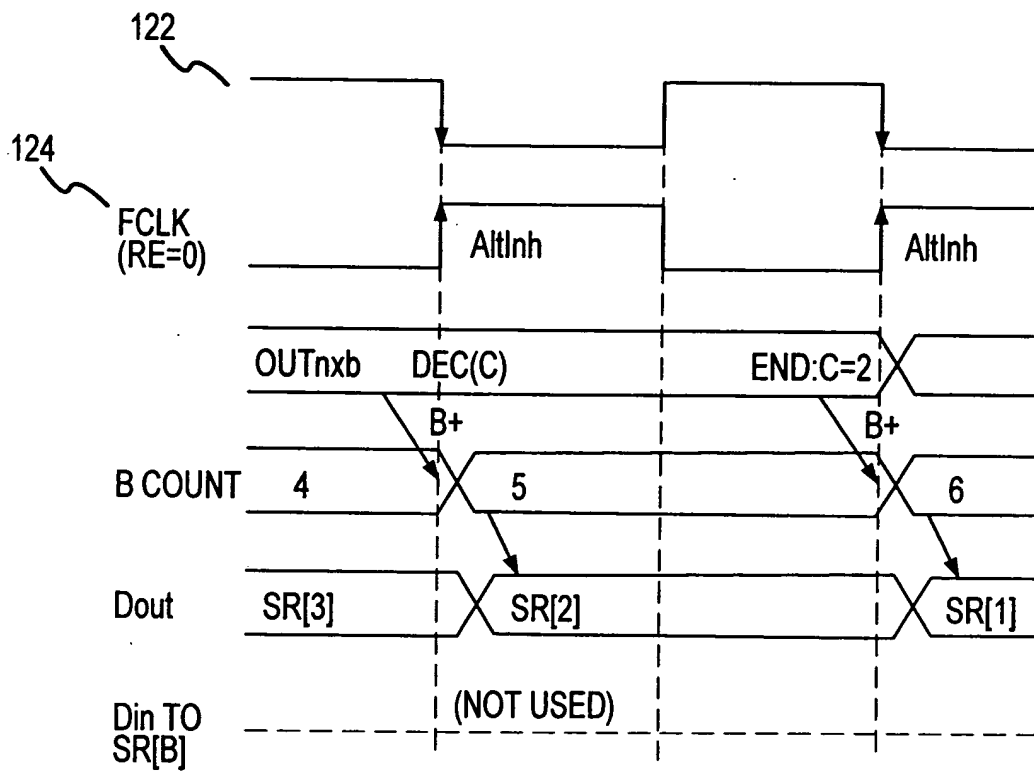 122
124
FCLK
(RE=0)
AltInh
AltInh
OUTnxb DEC(C) END:C=2
B+
B+
B COUNT 4 5 6
Dout SR[3] SR[2] SR[1]
(NOT USED)
Din TO
SR[B]